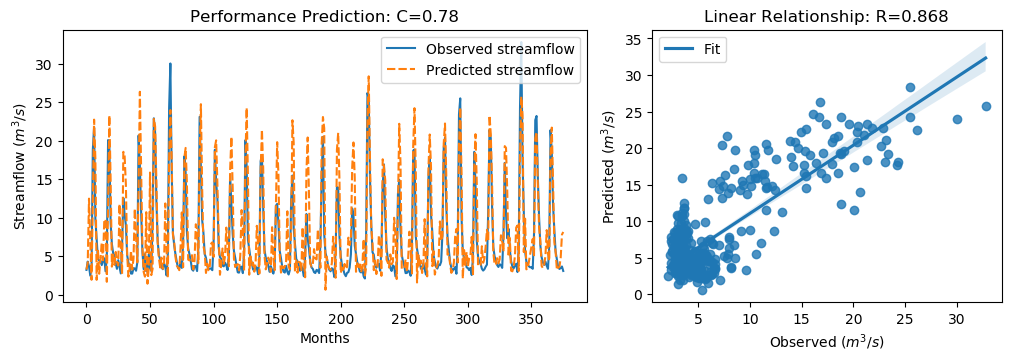 Performance Prediction: C=0.78
Streamflow (m³/s)
30
25
20
15
10
5
0
Observed streamflow
Predicted streamflow
0 50 100 150 200 250 300 350
Months
Linear Relationship: R=0.868
Predicted (m³/s)
35
30
25
20
15
10
5
0
Fit
5 10 15 20 25 30
Observed (m³/s)